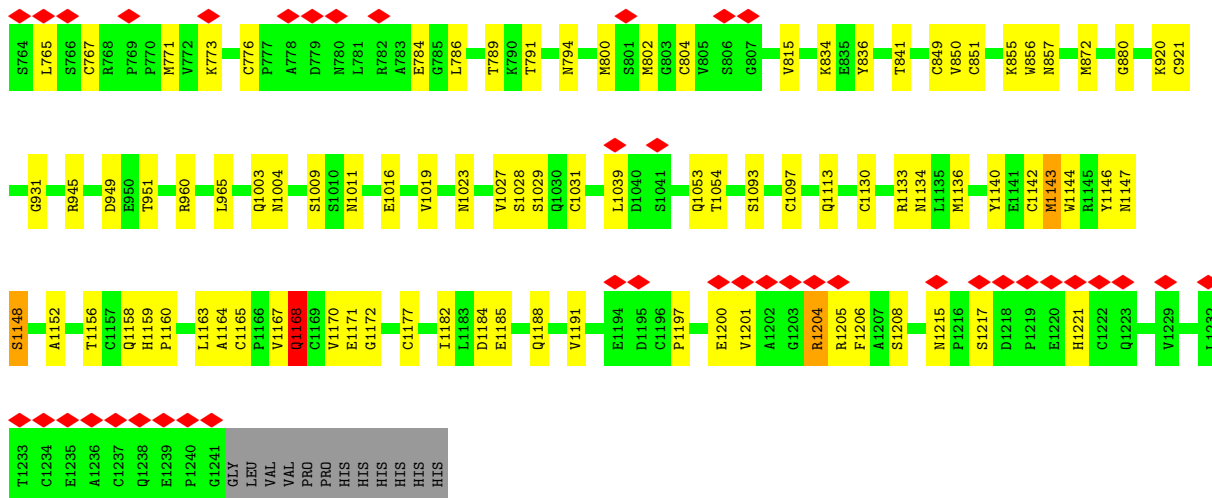 S764 L765 S766 C767 R768 P769 P770 M771 V772 K773 C776 P777 A778 D779 N780 L781 R782 A783 E784 G785 L786 T789 K790 T791 N794 M800 S801 M802 G803 C804 V805 S806 G807 V815 K834 E835 Y836 T841 C849 V850 C851 K855 W856 N857 M872 G880 K920 C921
G931 R945 D949 E950 T951 R960 L965 Q1003 N1004 S1009 S1010 N1011 E1016 V1019 N1023 V1027 S1028 S1029 Q1030 C1031 L1039 D1040 S1041 Q1053 T1054 S1093 C1097 Q1113 C1130 R1133 N1134 L1135 M1136 Y1140 E1141 C1142 M1143 W1144 R1145 Y1146 N1147
S1148 A1152 T1156 C1157 Q1158 H1159 P1160 L1163 A1164 C1165 P1166 V1167 Q1168 C1169 V1170 E1171 G1172 C1177 I1182 L1183 D1184 E1185 Q1188 V1191 E1194 D1195 C1196 P1197 E1200 V1201 A1202 G1203 R1204 R1205 F1206 A1207 S1208 N1215 P1216 S1217 D1218 P1219 E1220 H1221 C1222 Q1223 V1229 L1232
T1233 C1234 E1235 A1236 C1237 Q1238 E1239 P1240 G1241 GLY LEU VAL VAL PRO PRO HIS HIS HIS HIS HIS HIS